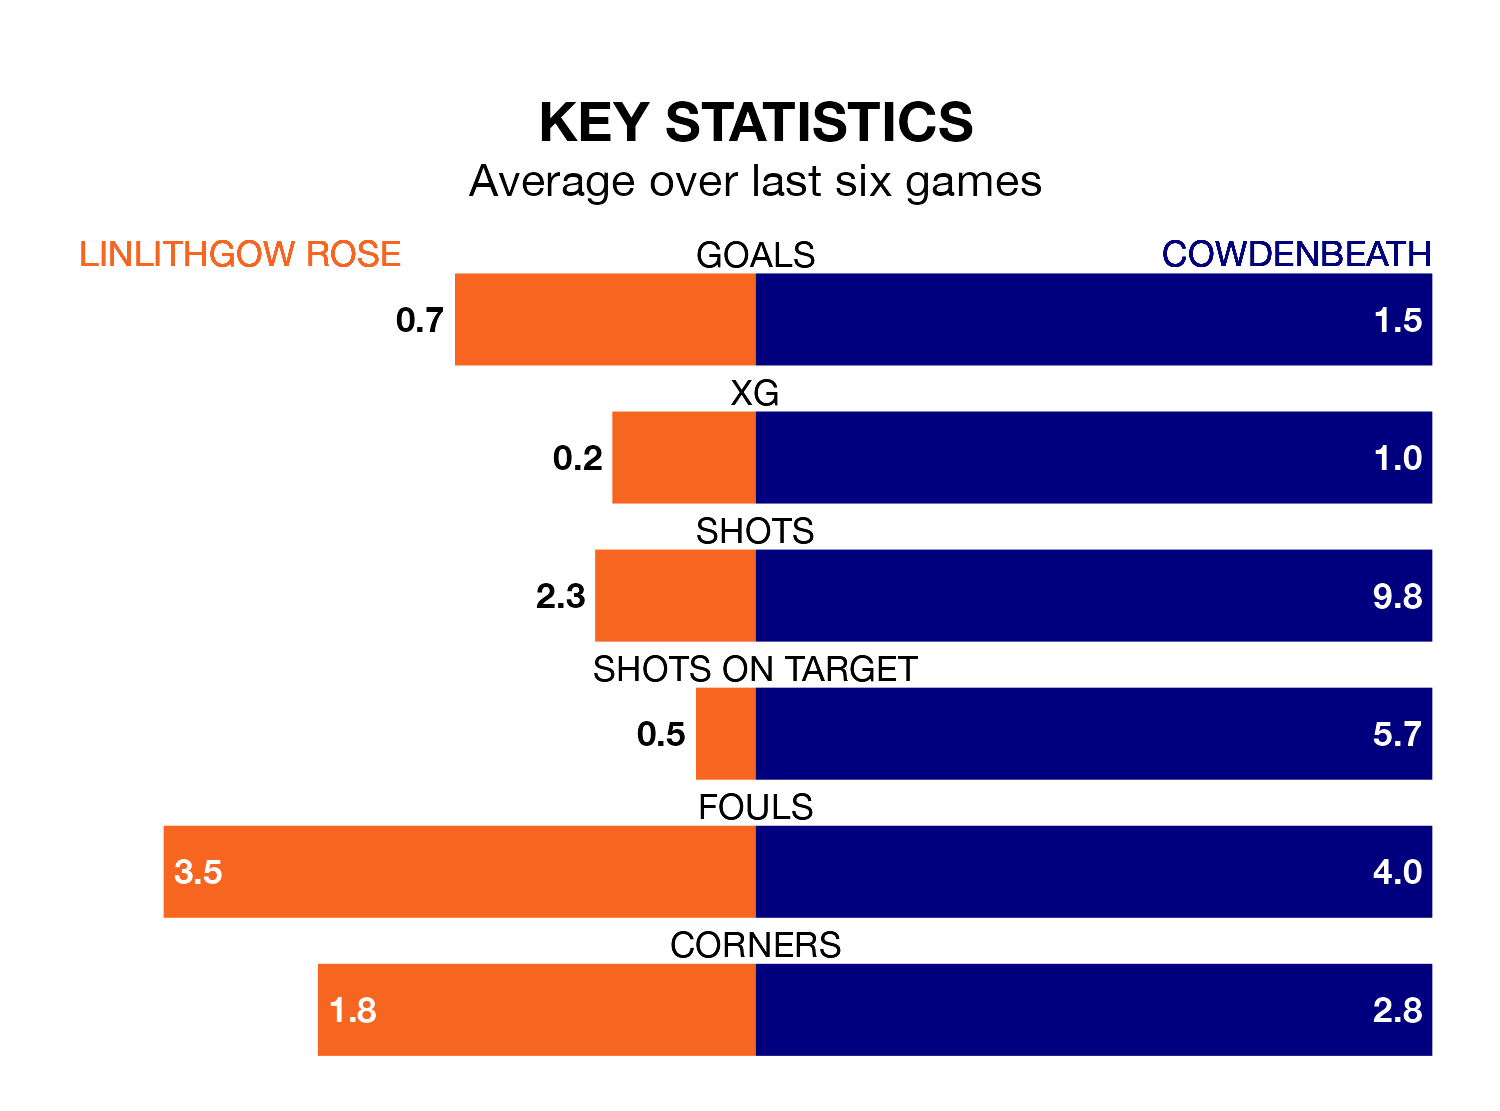 KEY STATISTICS
Average over last six games
LINLITHGOW ROSE GOALS COWDENBEATH
0.7 1.5
XG
0.2 1.0
SHOTS
2.3 9.8
SHOTS ON TARGET
0.5 5.7
FOULS
3.5 4.0
CORNERS
1.8 2.8